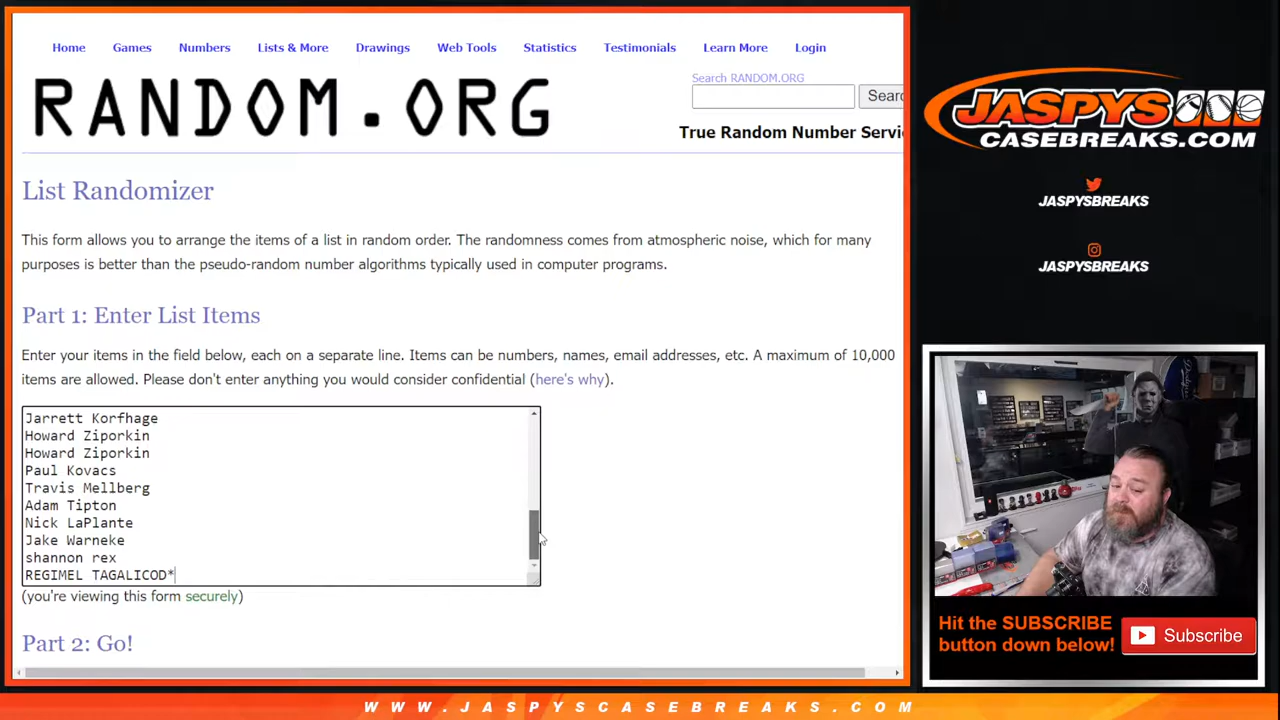 Home Games Numbers Lists & More Drawings Web Tools Statistics Testimonials Learn More Login
RANDOM.ORG
Search RANDOM.ORG
Searc
True Random Number Servi
List Randomizer
This form allows you to arrange the items of a list in random order. The randomness comes from atmospheric noise, which for many
purposes is better than the pseudo-random number algorithms typically used in computer programs.
Part 1: Enter List Items
Enter your items in the field below, each on a separate line. Items can be numbers, names, email addresses, etc. A maximum of 10,000
items are allowed. Please don't enter anything you would consider confidential (here's why).
Jarrett Korfhage
Howard Ziporkin
Howard Ziporkin
Paul Kovacs
Travis Mellberg
Adam Tipton
Nick LaPlante
Jake Warneke
shannon rex
REGIMEL TAGALICOD*
(you're viewing this form securely)
Part 2: Go!
JASPYS
CASEBREAKS.COM
JASPYSBREAKS
JASPYSBREAKS
Hit the SUBSCRIBE
button down below!
Subscribe
WWW.JASPYSCASEBREAKS.COM